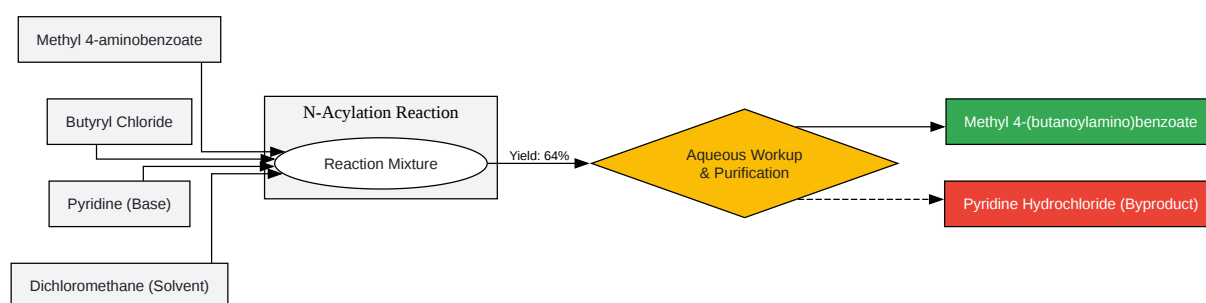 Methyl 4-aminobenzoate
Butyryl Chloride
Pyridine (Base)
Dichloromethane (Solvent)
N-Acylation Reaction
Reaction Mixture
Yield: 64%
Aqueous Workup
& Purification
Methyl 4-(butanoylamino)benzoate
Pyridine Hydrochloride (Byproduct)